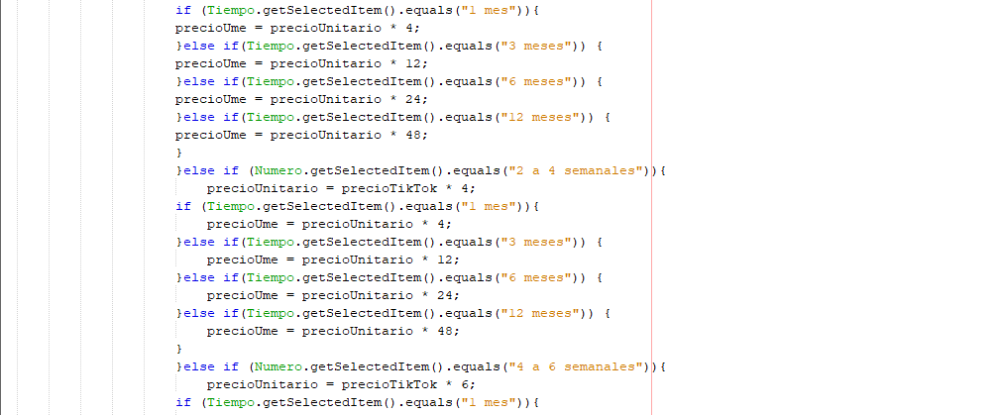 if (Tiempo.getSelectedItem().equals("1 mes")){
precioUme = precioUnitario * 4;
}else if(Tiempo.getSelectedItem().equals("3 meses")) {
precioUme = precioUnitario * 12;
}else if(Tiempo.getSelectedItem().equals("6 meses")) {
precioUme = precioUnitario * 24;
}else if(Tiempo.getSelectedItem().equals("12 meses")) {
precioUme = precioUnitario * 48;
}
}else if (Numero.getSelectedItem().equals("2 a 4 semanales")){
precioUnitario = precioTikTok * 4;
if (Tiempo.getSelectedItem().equals("1 mes")){
precioUme = precioUnitario * 4;
}else if(Tiempo.getSelectedItem().equals("3 meses")) {
precioUme = precioUnitario * 12;
}else if(Tiempo.getSelectedItem().equals("6 meses")) {
precioUme = precioUnitario * 24;
}else if(Tiempo.getSelectedItem().equals("12 meses")) {
precioUme = precioUnitario * 48;
}
}else if (Numero.getSelectedItem().equals("4 a 6 semanales")){
precioUnitario = precioTikTok * 6;
if (Tiempo.getSelectedItem().equals("1 mes")){